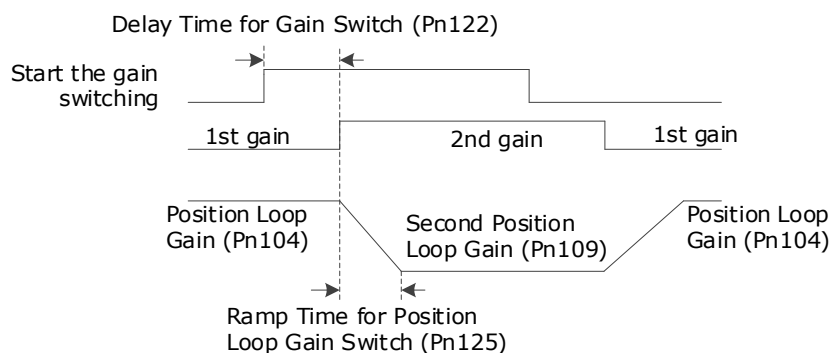 Delay Time for Gain Switch (Pn122)
Start the gain
switching
1st gain
2nd gain
1st gain
Position Loop
Gain (Pn104)
Second Position
Loop Gain (Pn109)
Position Loop
Gain (Pn104)
Ramp Time for Position
Loop Gain Switch (Pn125)